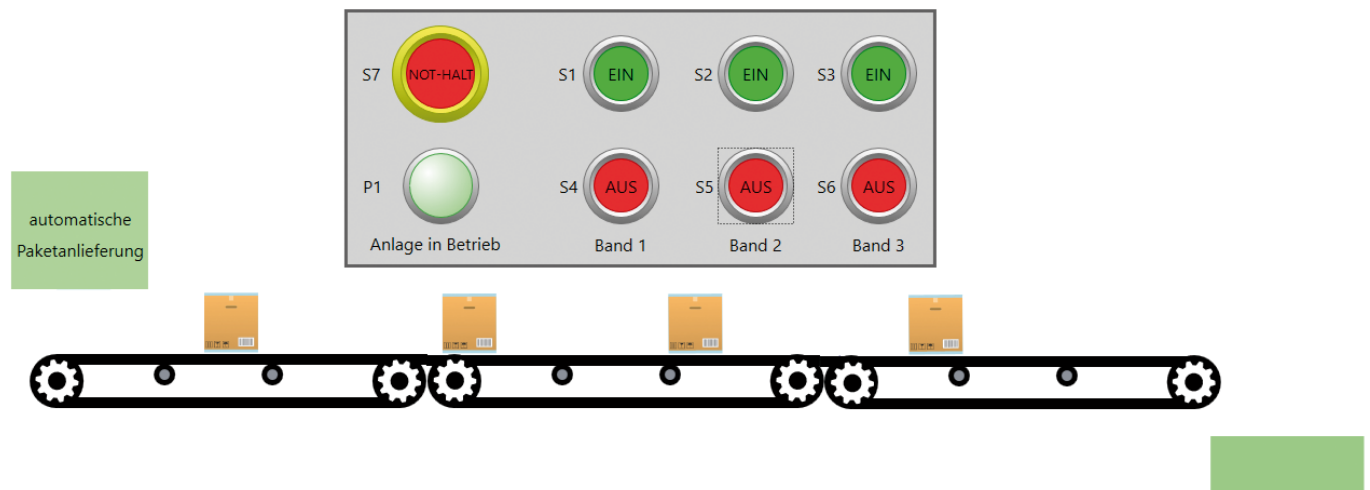 S7 NOT-HALT S1 EIN S2 EIN S3 EIN
P1 S4 AUS S5 AUS S6 AUS
Anlage in Betrieb Band 1 Band 2 Band 3
automatische
Paketanlieferung